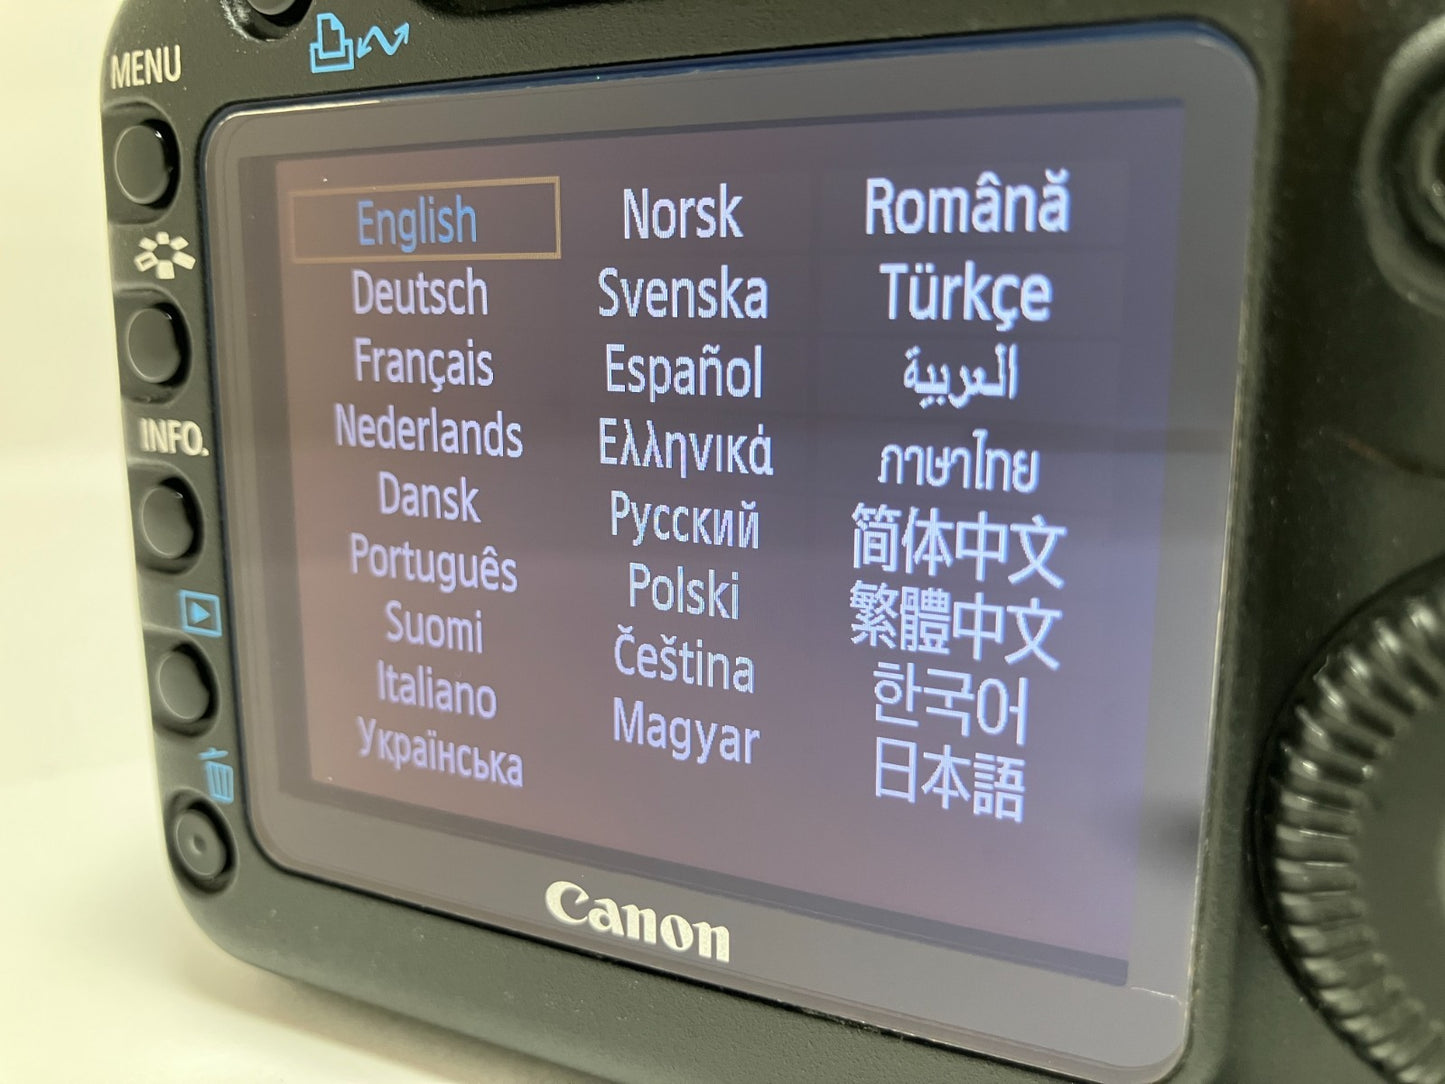 MENU
English
Deutsch
Français
Nederlands
Dansk
Português
Suomi
Italiano
Українська
Norsk
Svenska
Español
Ελληνικά
Русский
Polski
Čeština
Magyar
Română
Türkçe
العربية
ภาษาไทย
简体中文
繁體中文
한국어
日本語
INFO.
Canon